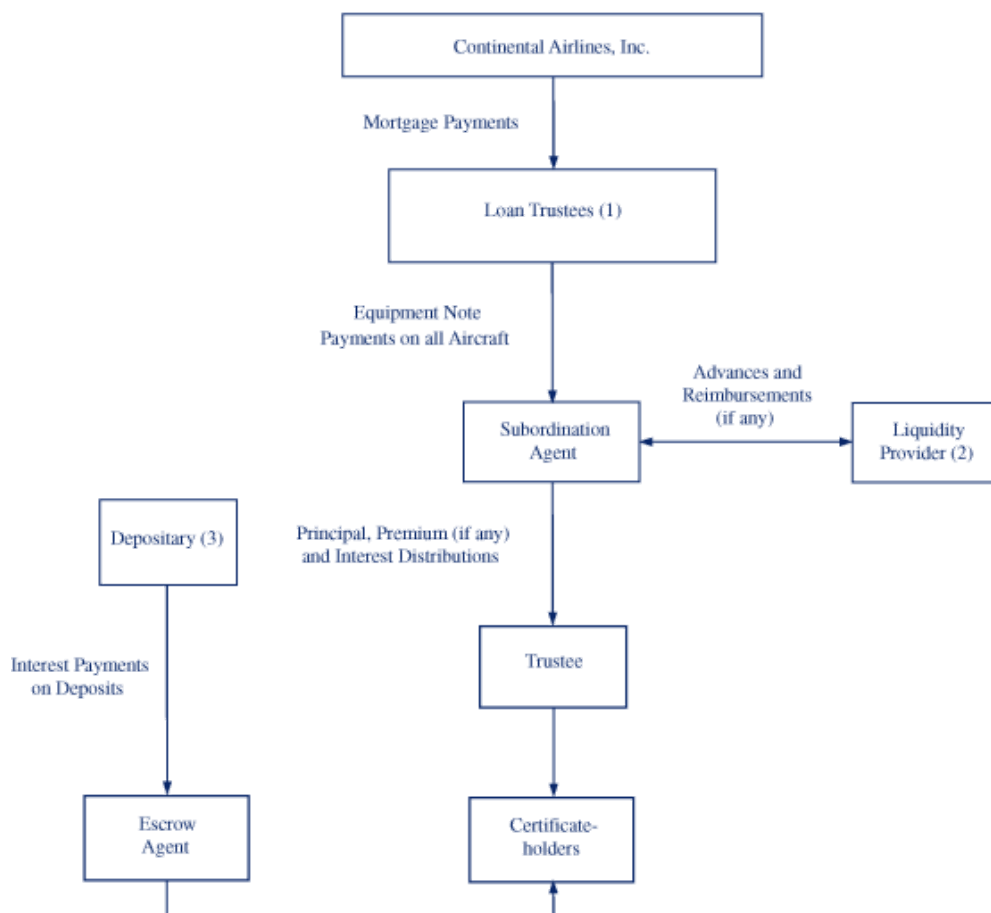 Continental Airlines, Inc.
Mortgage Payments
Loan Trustees (1)
Equipment Note
Payments on all Aircraft
Advances and
Reimbursements
(if any)
Subordination
Agent
Liquidity
Provider (2)
Depositary (3)
Principal, Premium (if any)
and Interest Distributions
Interest Payments
on Deposits
Trustee
Escrow
Agent
Certificate-
holders